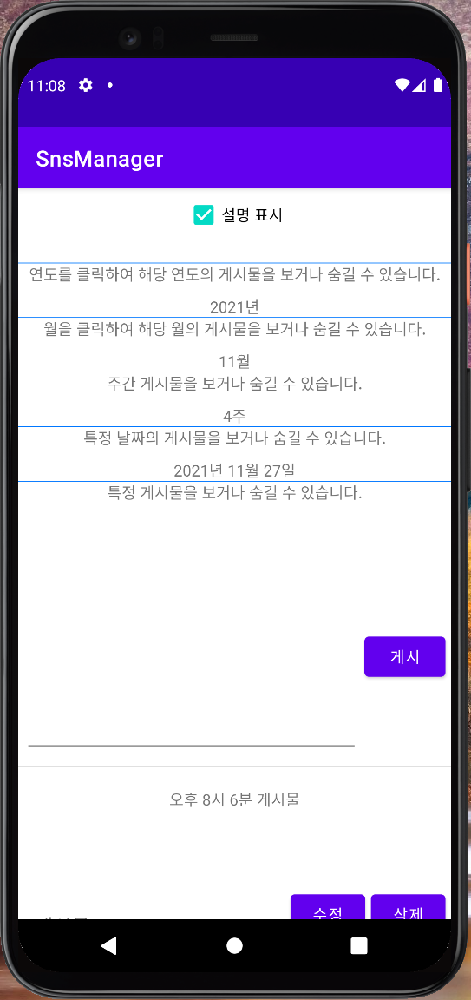 11:08
SnsManager
설명 표시
연도를 클릭하여 해당 연도의 게시물을 보거나 숨길 수 있습니다.
2021년
월을 클릭하여 해당 월의 게시물을 보거나 숨길 수 있습니다.
11월
주간 게시물을 보거나 숨길 수 있습니다.
4주
특정 날짜의 게시물을 보거나 숨길 수 있습니다.
2021년 11월 27일
특정 게시물을 보거나 숨길 수 있습니다.
게시
오후 8시 6분 게시물
수정 삭제